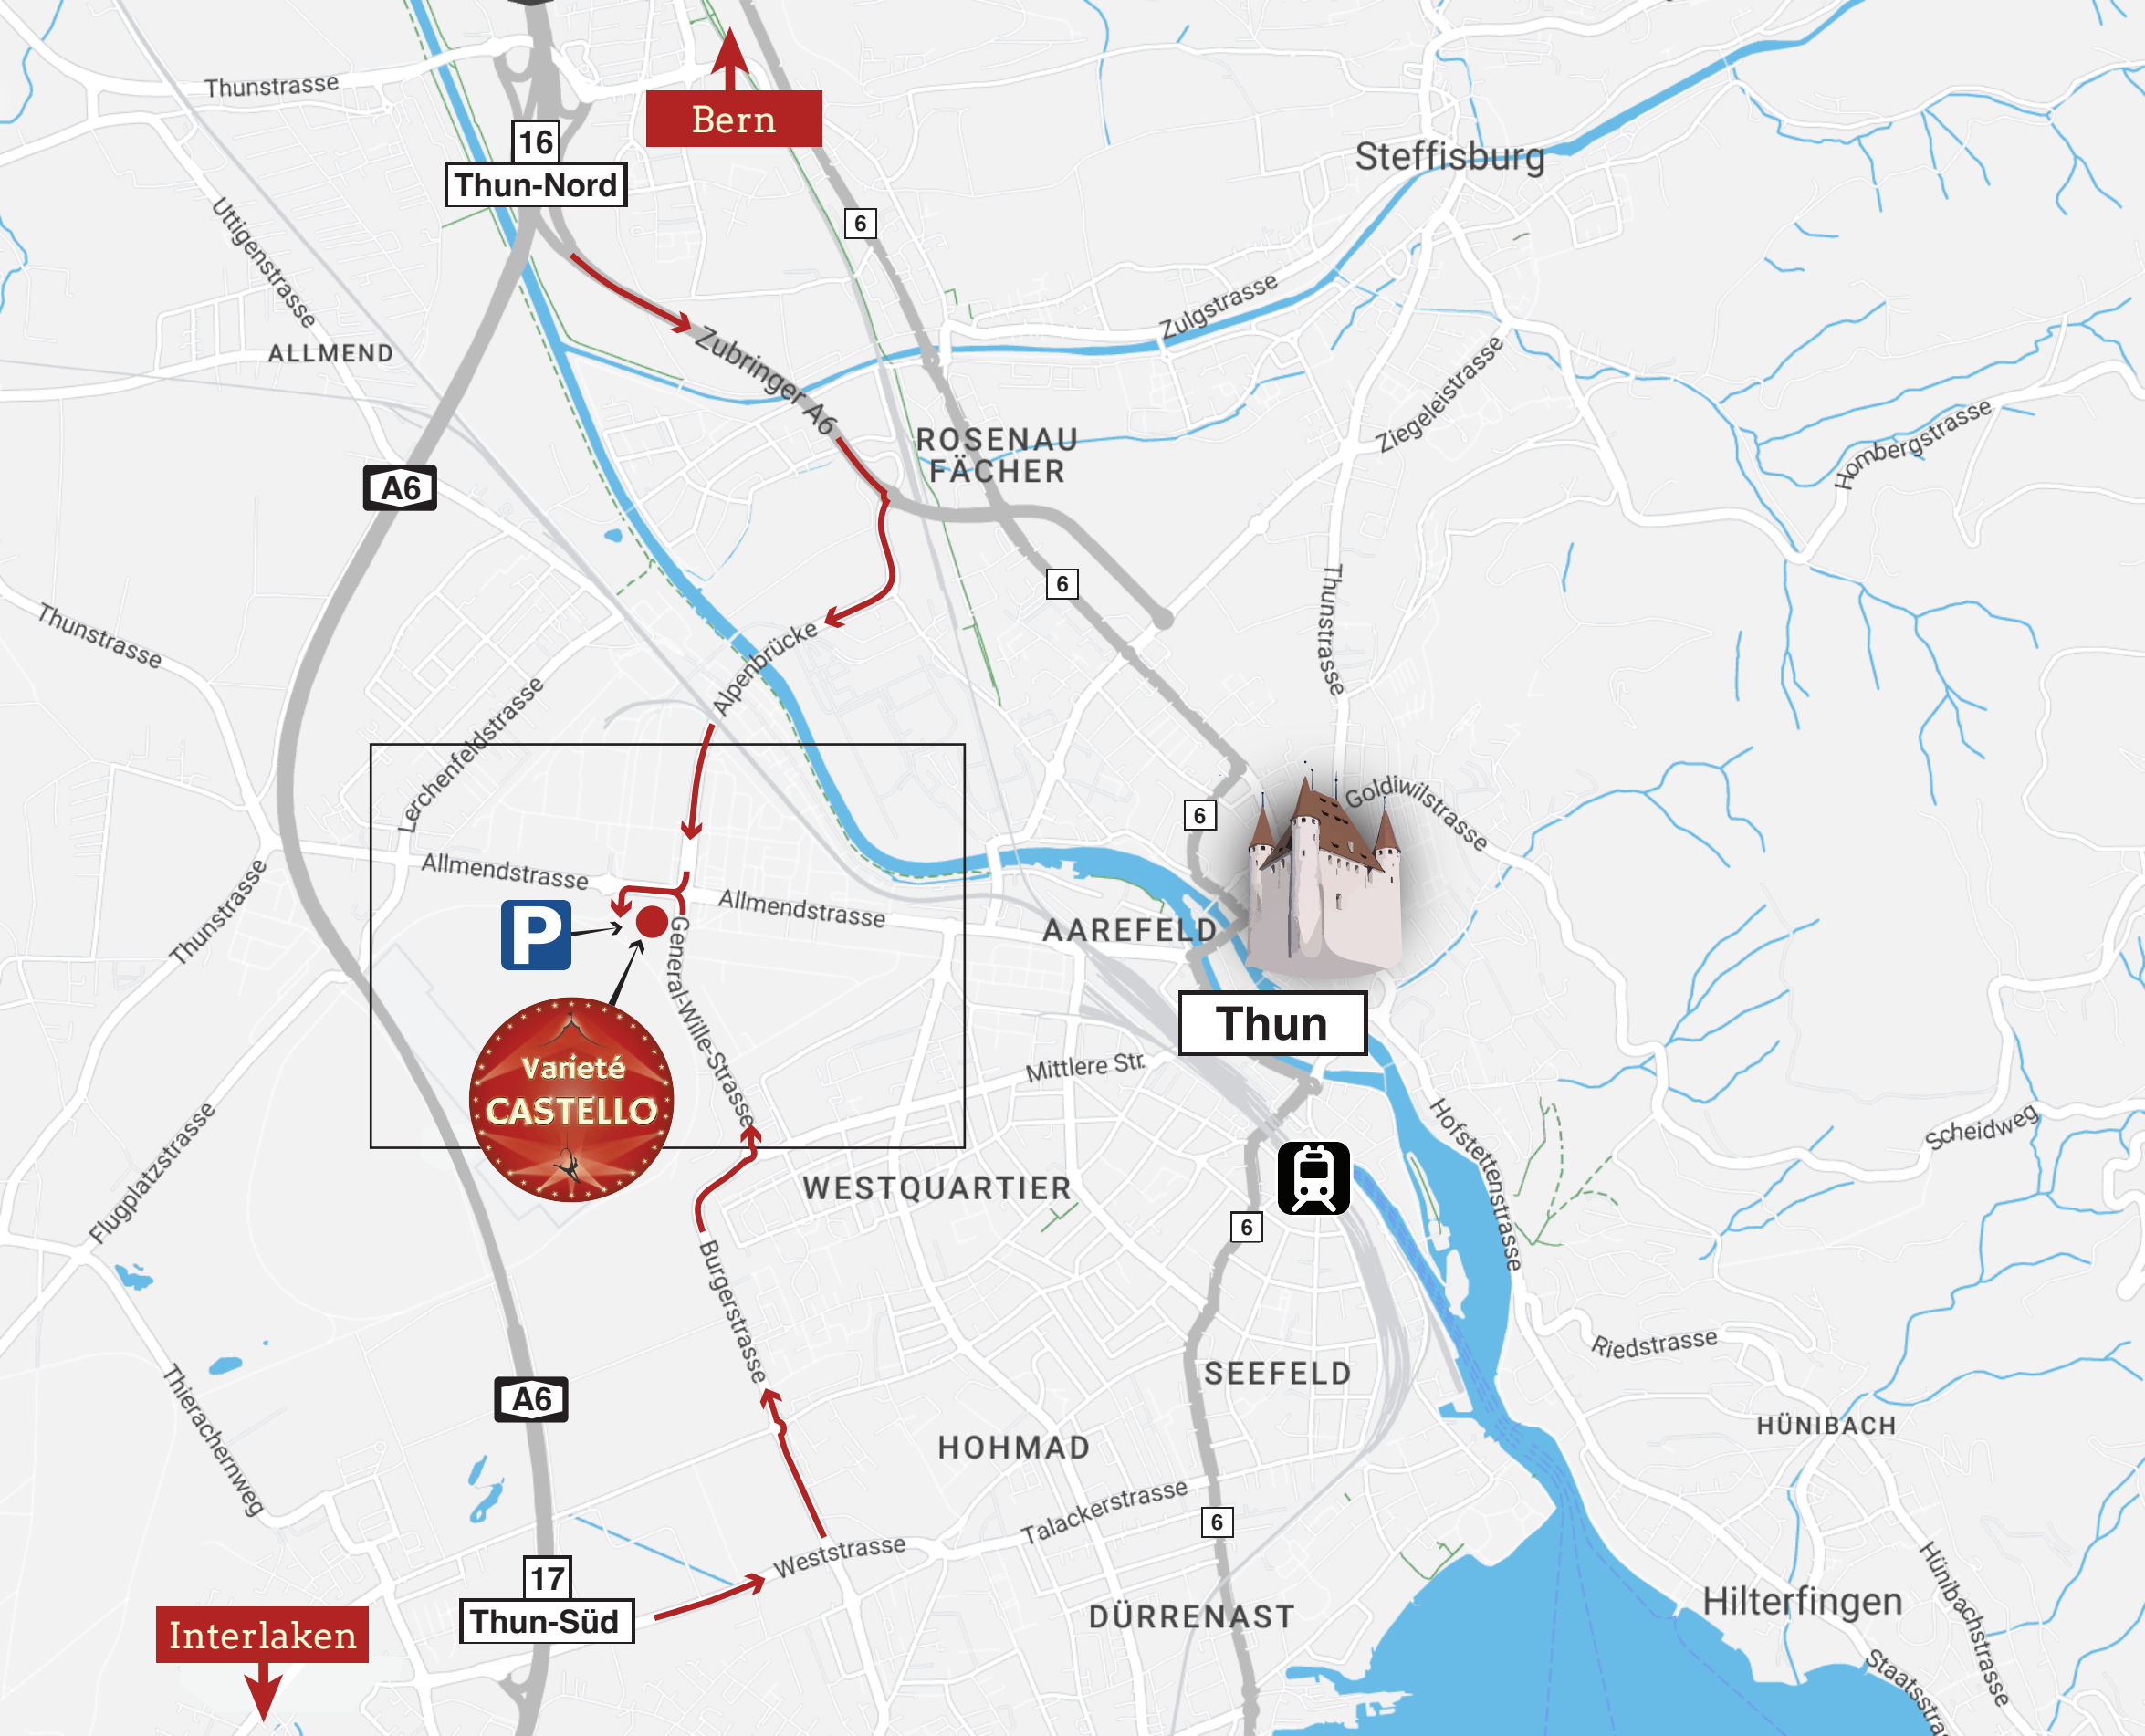 Thunstrasse
Bern
16
Thun-Nord
Steffisburg
6
Uttigenstrasse
Zulgstrasse
ALLMEND
Zubringer A6
Ziegeleistrasse
Hombergstrasse
ROSENAU
FÄCHER
A6
6
Thunstrasse
Thunstrasse
Alpenbrücke
Lerchenfeldstrasse
6
Goldiwilstrasse
Allmendstrasse
Allmendstrasse
Thunstrasse
P
General-Wille-Strasse
AAREFELD
Thun
Varieté
CASTELLO
Mittlere Str.
Hofstettenstrasse
Scheidweg
Flugplatzstrasse
WESTQUARTIER
6
Burgerstrasse
Riedstrasse
SEEFELD
Thierachernweg
A6
HÜNIBACH
HOHMAD
Talackerstrasse
6
Weststrasse
17
Thun-Süd
Hünibachstrasse
Hilterfingen
DÜRRENAST
Interlaken
Staatsstra